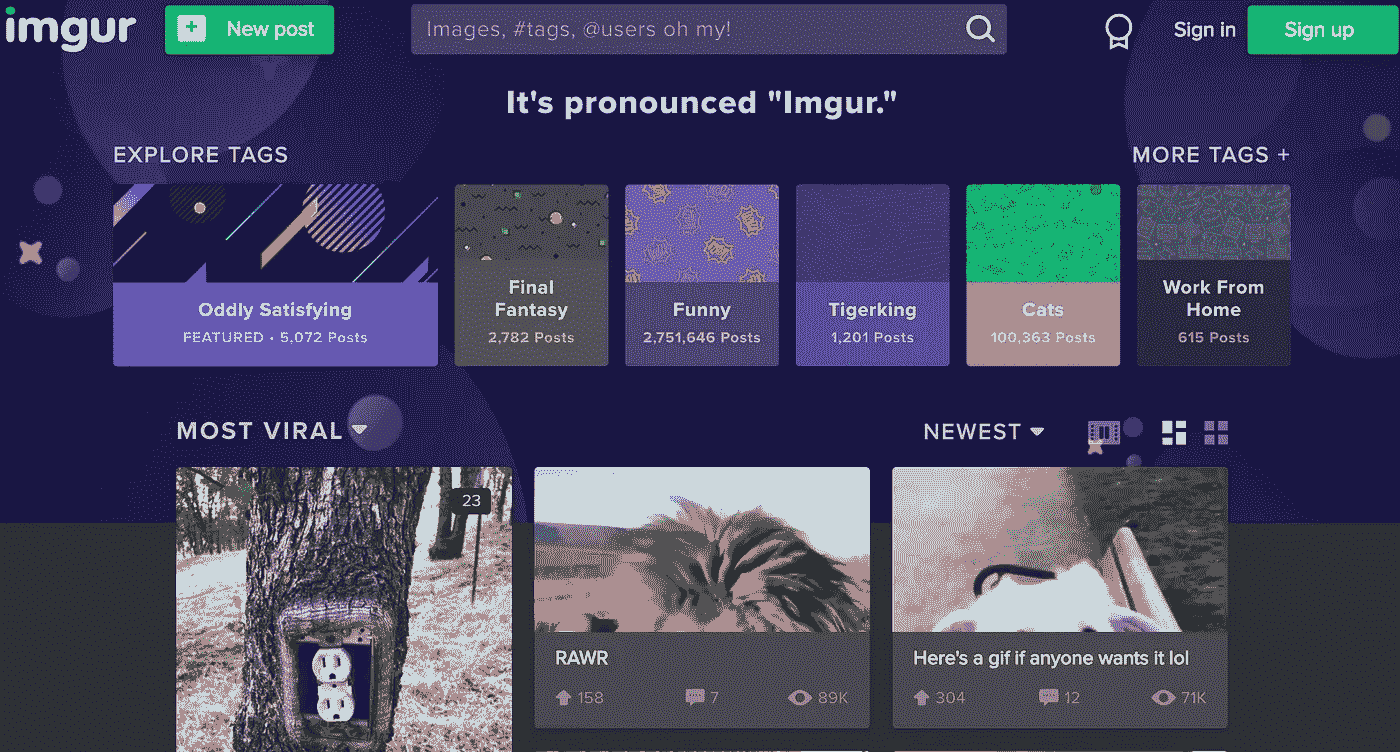 imgur
New post
Images, #tags, @users oh my!
Sign in
Sign up
It's pronounced "Imgur."
EXPLORE TAGS
MORE TAGS +
Oddly Satisfying
FEATURED • 5,072 Posts
Final
Fantasy
2,782 Posts
Funny
2,751,646 Posts
Tigerking
1,201 Posts
Cats
100,363 Posts
Work From
Home
615 Posts
MOST VIRAL
NEWEST
23
RAWR
158
7
89K
Here's a gif if anyone wants it lol
304
12
71K